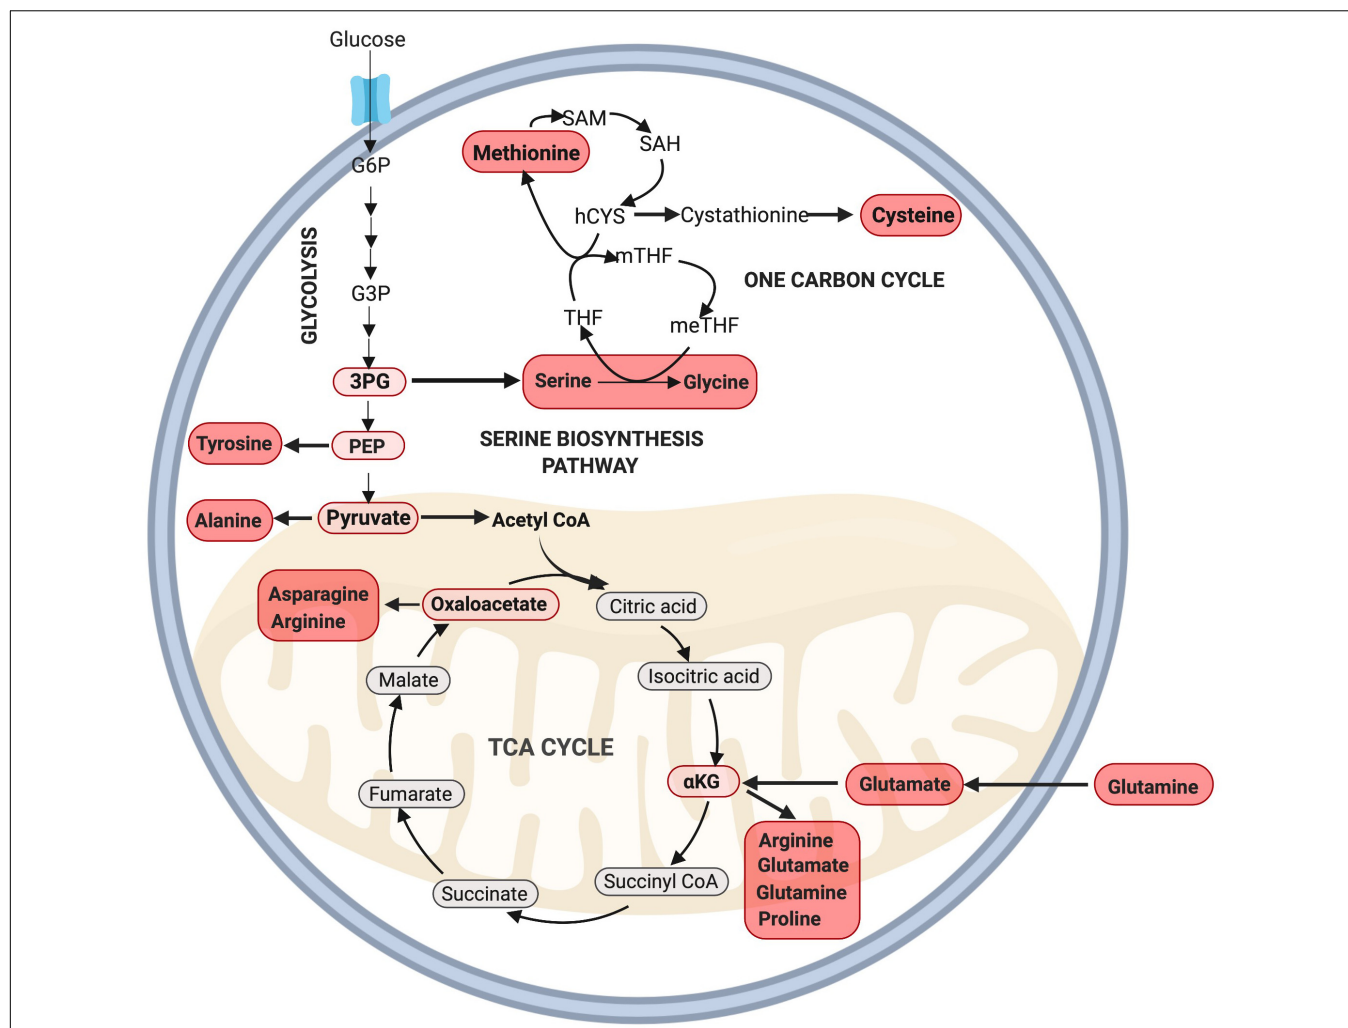 Glucose
G6P
GLYCOLYSIS
G3P
3PG
PEP
Tyrosine
Pyruvate
Alanine
Acetyl CoA
Methionine
SAM
SAH
hCYS
Cystathionine
Cysteine
mTHF
ONE CARBON CYCLE
THF
meTHF
Serine
Glycine
SERINE BIOSYNTHESIS
PATHWAY
Oxaloacetate
Asparagine
Arginine
Citric acid
Isocitric acid
Malate
TCA CYCLE
αKG
Glutamate
Glutamine
Fumarate
Arginine
Glutamate
Glutamine
Proline
Succinyl CoA
Succinate